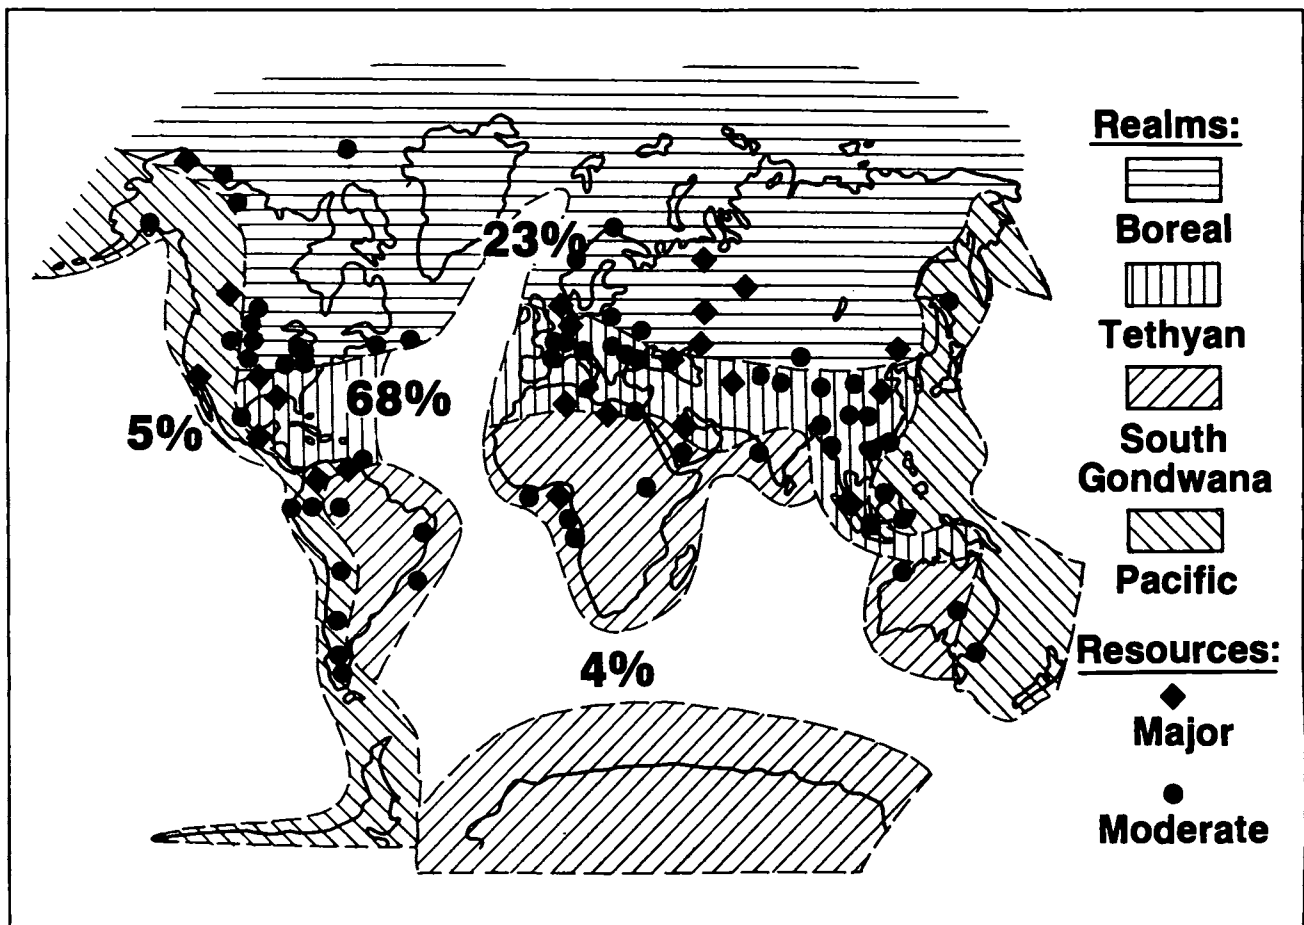 23%
68%
5%
4%
Realms:
Boreal
Tethyan
South
Gondwana
Pacific
Resources:
Major
Moderate